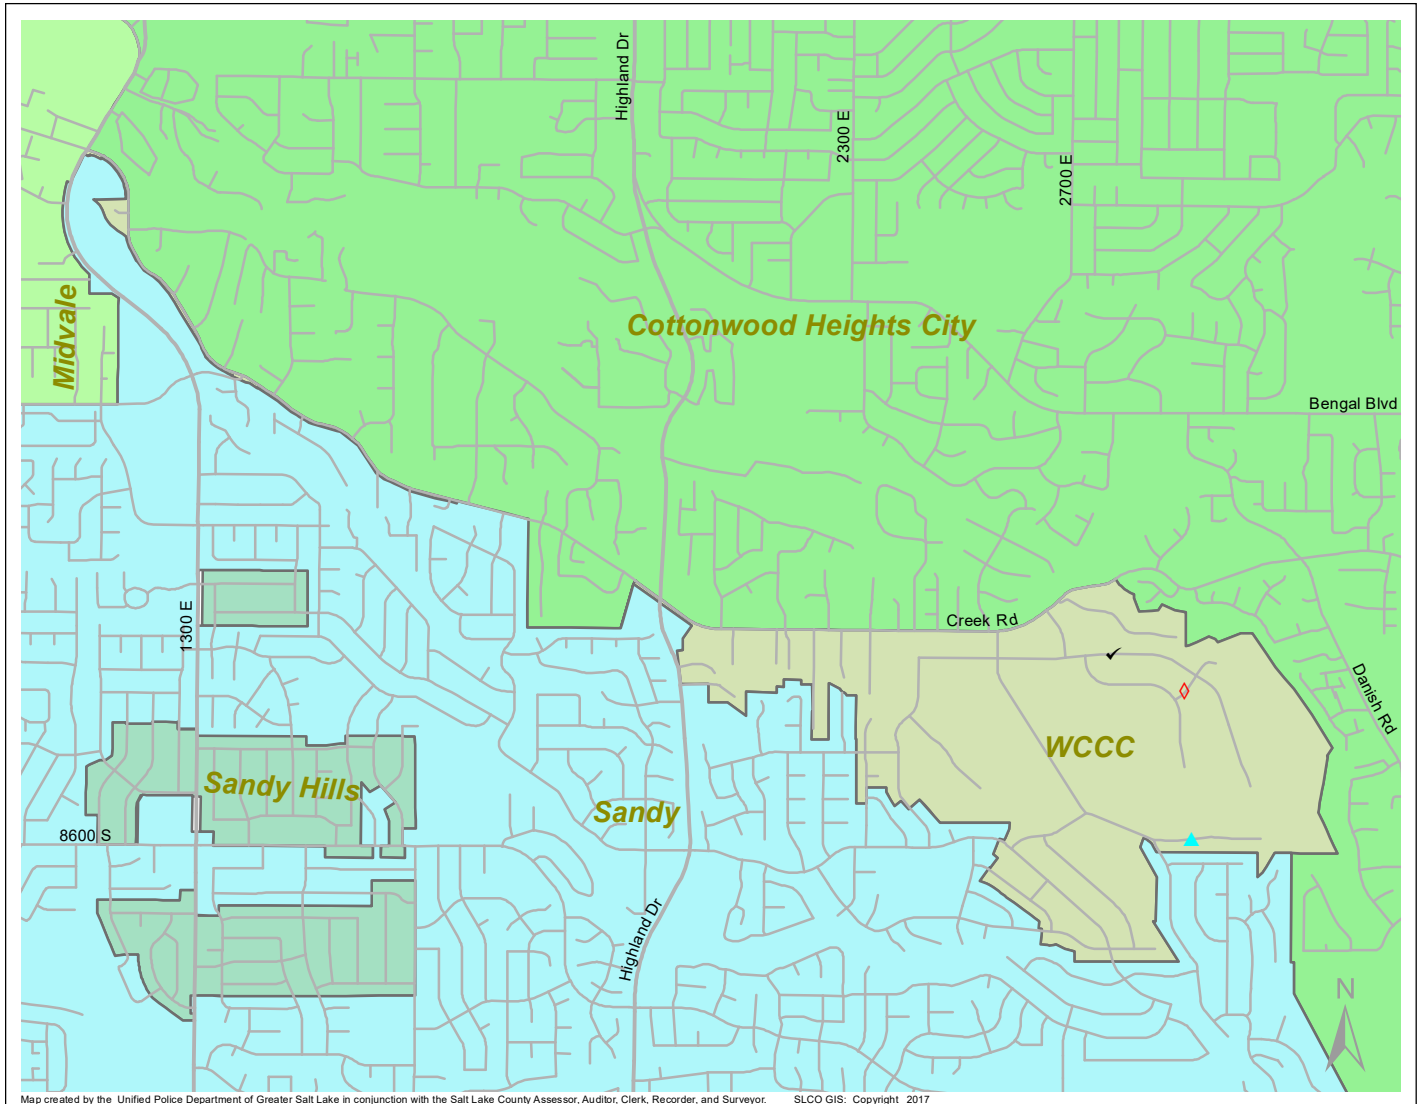 Highland Dr
2300 E
2700 E
Midvale
Cottonwood Heights City
Bengal Blvd
1300 E
Creek Rd
Danish Rd
WCCC
Sandy Hills
Sandy
8600 S
Highland Dr
N
Map created by the Unified Police Department of Greater Salt Lake in conjunction with the Salt Lake County Assessor, Auditor, Clerk, Recorder, and Surveyor. SLCO GIS: Copyright 2017